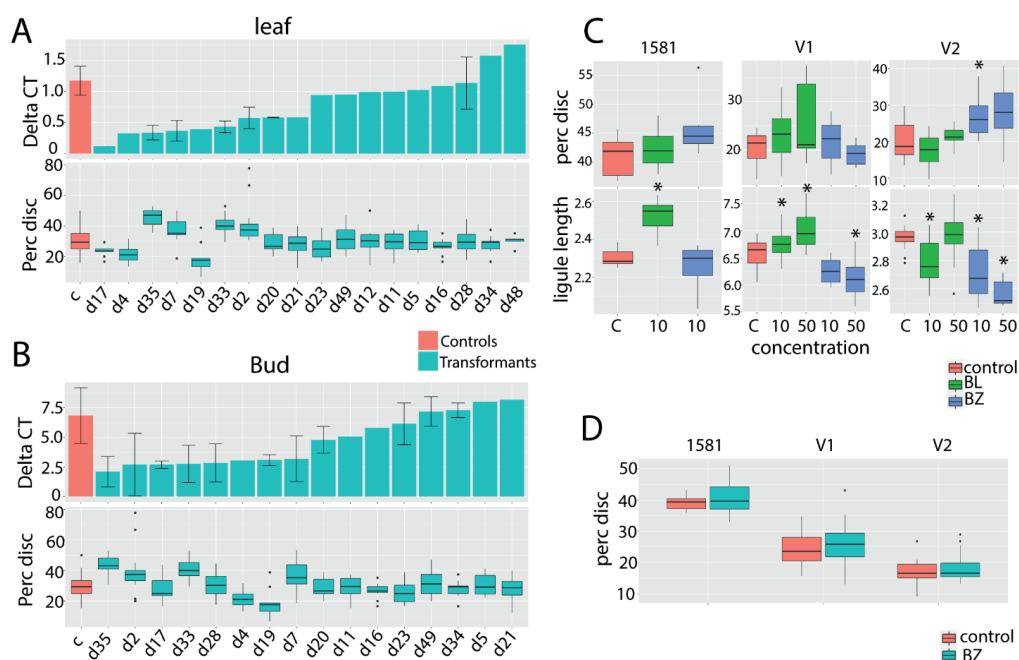 A
leaf
Delta CT
1.5
1.0
0.5
0
Perc disc
80
60
40
20
c d17 d4 d35 d7 d19 d33 d2 d20 d21 d23 d49 d12 d11 d5 d16 d28 d34 d48
Controls
Transformants
B
Bud
Delta CT
7.5
5.0
2.5
0
Perc disc
80
60
40
20
c d35 d2 d17 d33 d28 d4 d19 d7 d20 d11 d16 d23 d49 d34 d5 d21
C
1581 V1 V2
perc disc
55
50
45
40
30
20
40
30
20
10
ligule length
2.6
2.4
2.2
7.5
7.0
6.5
6.0
5.5
3.2
3.0
2.8
2.6
* * * * * * * *
C 10 10 C 10 50 10 50 C 10 50 10 50
concentration
control
BL
BZ
D
1581 V1 V2
perc disc
50
40
30
20
10
control
BZ